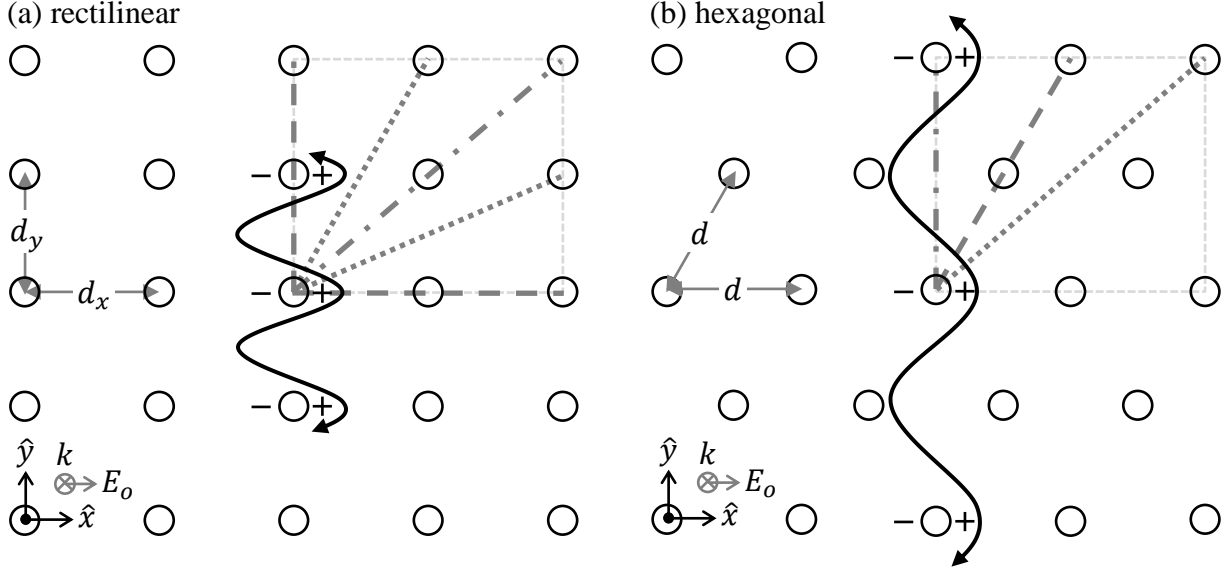 (a) rectilinear
(b) hexagonal
− +
− +
d_y
d
d_x
d
− +
− +
− +
ŷ
k
E_o
x̂
ŷ
k
E_o
x̂
− +